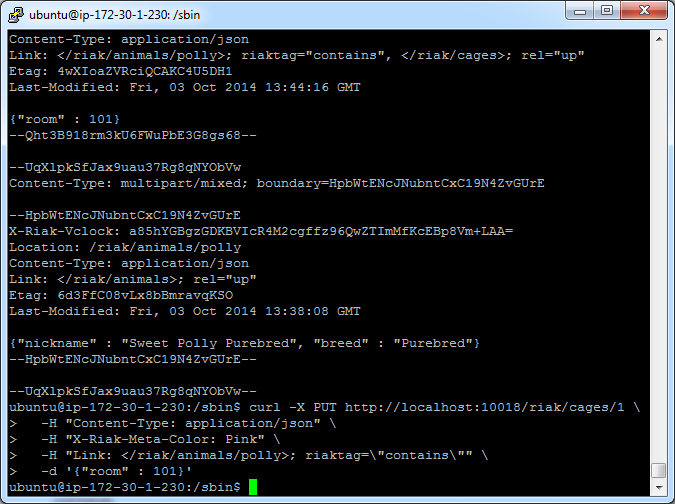 ubuntu@ip-172-30-1-230: /sbin
Content-Type: application/json
Link: </riak/animals/polly>; riaktag="contains", </riak/cages>; rel="up"
Etag: 4wXIoaZVRciQCAKC4U5DH1
Last-Modified: Fri, 03 Oct 2014 13:44:16 GMT
{"room" : 101}
--Qht3B918rm3kU6FWuPbE3G8gs68--
--UqXlpkSfJax9uau37Rg8qNYObVw
Content-Type: multipart/mixed; boundary=HpbWtENcJNubntCxC19N4ZvGUrE
--HpbWtENcJNubntCxC19N4ZvGUrE
X-Riak-Vclock: a85hYGBgzGDKBVIcR4M2cgffz96QwZTImMfKcEBp8Vm+LAA=
Location: /riak/animals/polly
Content-Type: application/json
Link: </riak/animals>; rel="up"
Etag: 6d3FfC08vLx8bBmravqKSO
Last-Modified: Fri, 03 Oct 2014 13:38:08 GMT
{"nickname" : "Sweet Polly Purebred", "breed" : "Purebred"}
--HpbWtENcJNubntCxC19N4ZvGUrE--
--UqXlpkSfJax9uau37Rg8qNYObVw--
ubuntu@ip-172-30-1-230:/sbin$ curl -X PUT http://localhost:10018/riak/cages/1 \
>   -H "Content-Type: application/json" \
>   -H "X-Riak-Meta-Color: Pink" \
>   -H "Link: </riak/animals/polly>; riaktag=\"contains\"" \
>   -d '{"room" : 101}'
ubuntu@ip-172-30-1-230:/sbin$